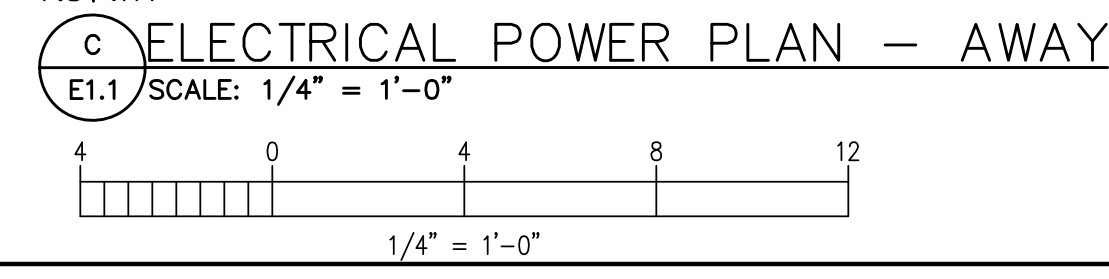 C
ELECTRICAL POWER PLAN – AWAY
E1.1
SCALE: 1/4" = 1'–0"
4 0 4 8 12
1/4" = 1'–0"